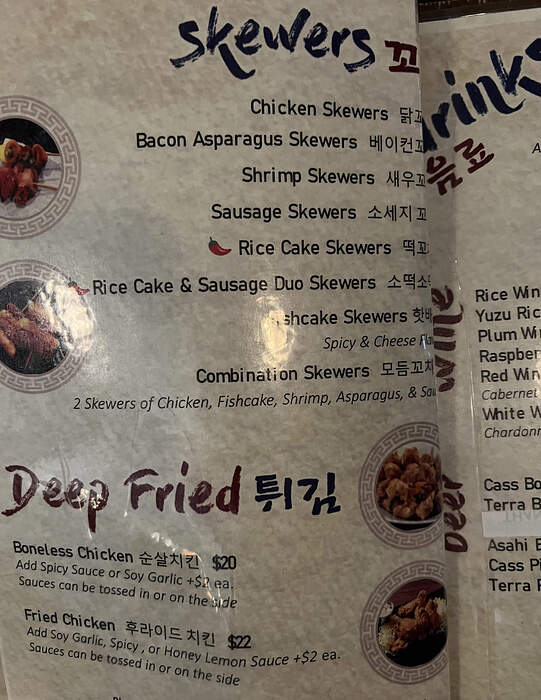 Skewers
Chicken Skewers
Bacon Asparagus Skewers 베이컨꼬
Shrimp Skewers 새우꼬
Sausage Skewers 소세지꼬
Rice Cake Skewers
Rice Cake & Sausage Duo Skewers 소떡소
Skewers
Spicy & Cheese
Combination Skewers 모듬꼬치
2 Skewers of Chicken, Fishcake, Shrimp, Asparagus, &
Deep Fried 튀김
Boneless Chicken 순살치킨 $20
Add Spicy Sauce or Soy Garlic +$2 ea.
Sauces can be tossed in or on the side
Fried Chicken 후라이드 치킨 $22
Add Soy Garlic, Spicy, or Honey Lemon Sauce +$2 ea.
Sauces can be tossed in or on the side
음료
Rice Win
Yuzu Ric
Plum Wi
Raspber
Red Win
Cabernet
White W
Chardon
Cass Bo
Terra B
Asahi
Cass Pi
Terra